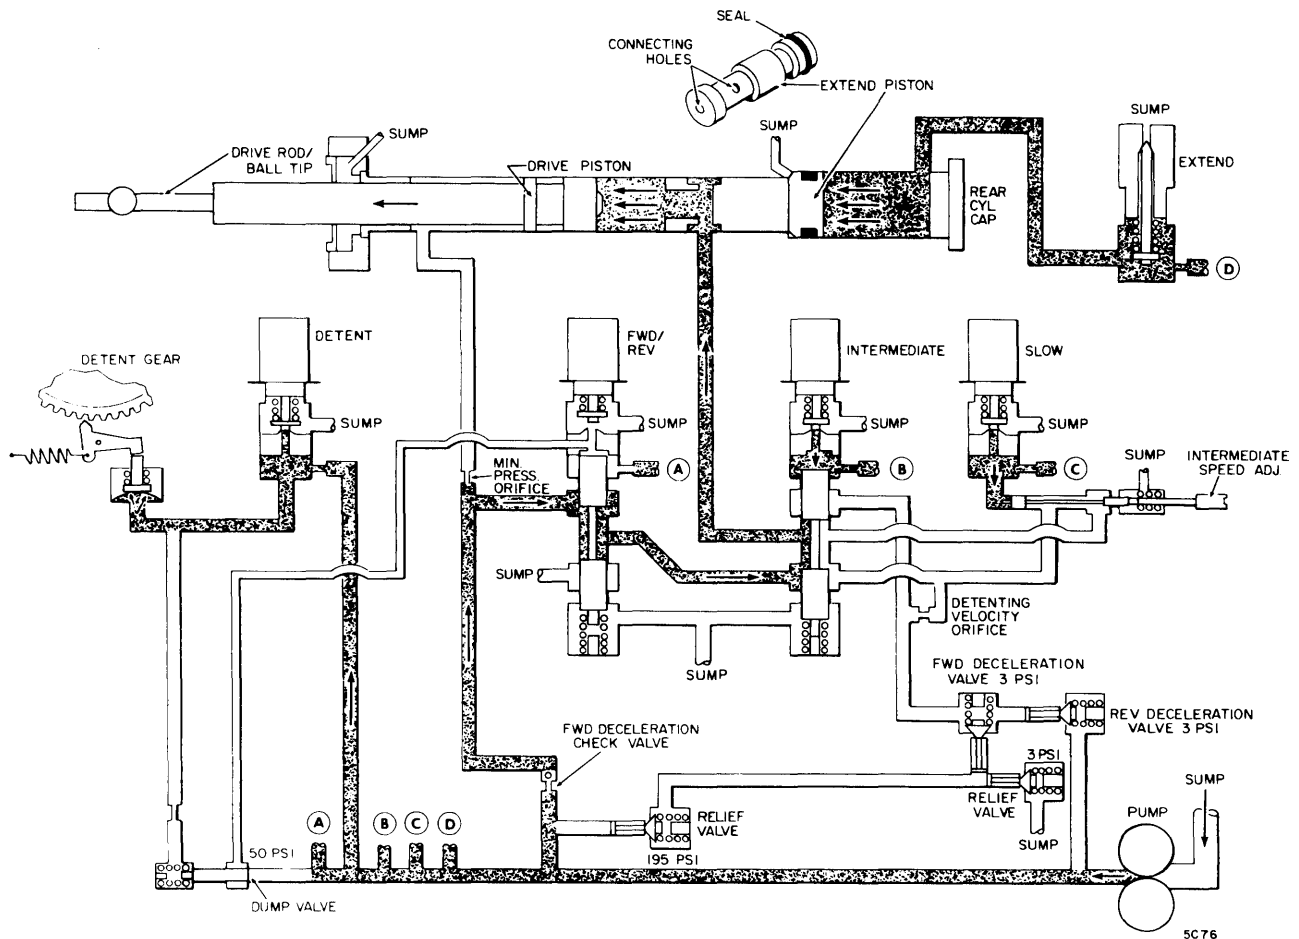 SEAL
CONNECTING
HOLES
EXTEND PISTON
SUMP
SUMP
EXTEND
SUMP
DRIVE ROD/
BALL TIP
DRIVE PISTON
REAR
CYL
CAP
D
DETENT
FWD/
REV
INTERMEDIATE
SLOW
DETENT GEAR
SUMP
SUMP
SUMP
SUMP
A
B
C
SUMP
INTERMEDIATE
SPEED ADJ.
MIN.
PRESS.
ORIFICE
SUMP
DETENTING
VELOCITY
ORIFICE
SUMP
FWD DECELERATION
VALVE 3 PSI
REV DECELERATION
VALVE 3 PSI
FWD DECELERATION
CHECK VALVE
3 PSI
RELIEF
VALVE
SUMP
SUMP
PUMP
RELIEF
VALVE
195 PSI
A
B
C
D
50 PSI
DUMP VALVE
5C76